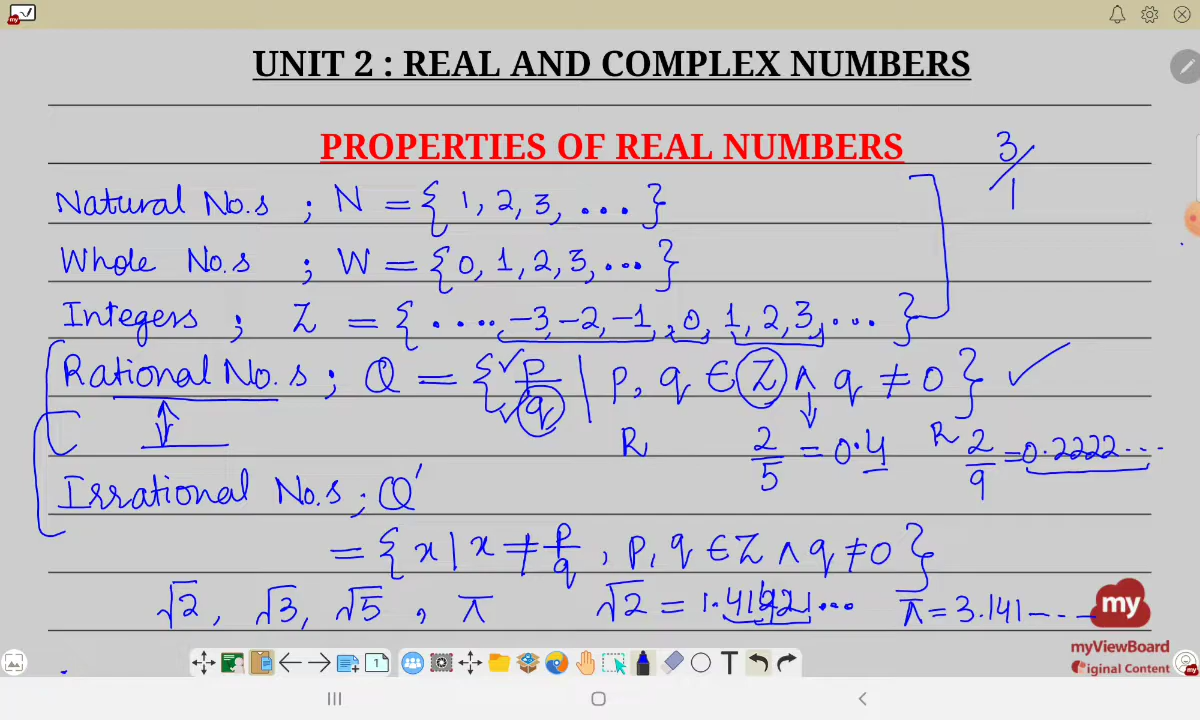 UNIT 2 : REAL AND COMPLEX NUMBERS
PROPERTIES OF REAL NUMBERS
3/1
Natural No.s ; N = { 1, 2, 3, ... }
Whole No.s ; W = { 0, 1, 2, 3, ... }
Integers ; Z = { .... -3, -2, -1, 0, 1, 2, 3, ... }
Rational No.s ; Q = { p/q | p, q ∈ Z ∧ q ≠ 0 } ✓
R 2/5 = 0.4 R 2/9 = 0.2222...
Irrational No.s ; Q'
= { x | x ≠ p/q , p, q ∈ Z ∧ q ≠ 0 }
√2, √3, √5 , π √2 = 1. ... π = 3.141 ---
my
myViewBoard
Original Content